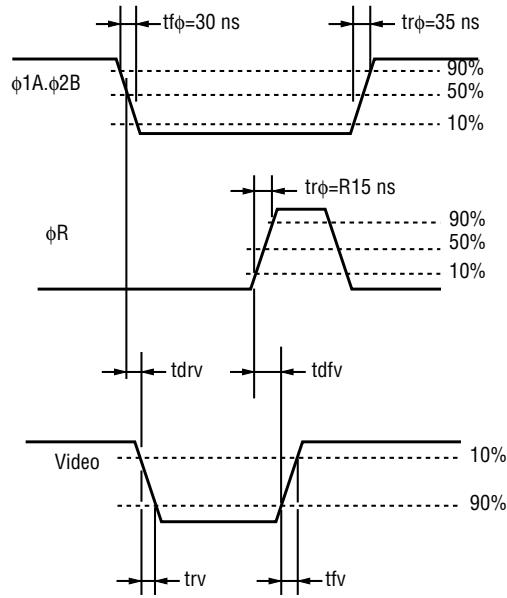 tfφ=30 ns
trφ=35 ns
φ1A.φ2B
90%
50%
10%
trφ=R15 ns
φR
90%
50%
10%
tdrv
tdfv
Video
10%
90%
trv
tfv